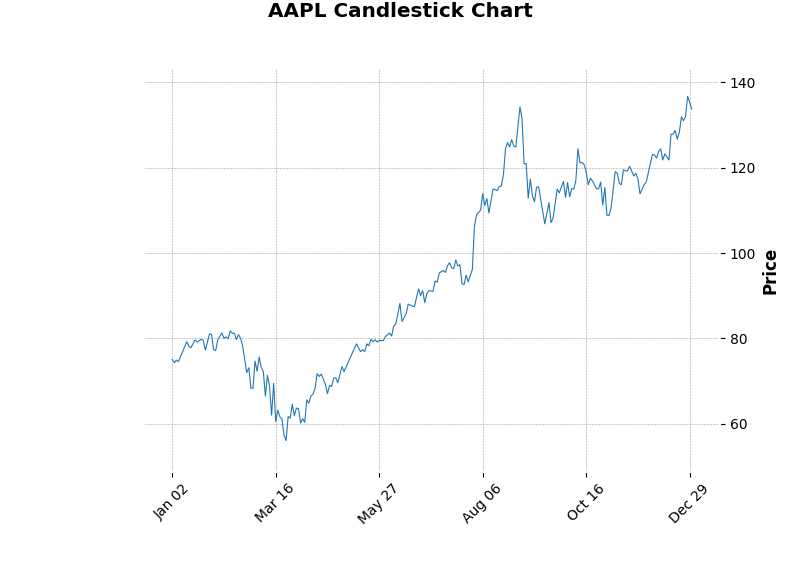 AAPL Candlestick Chart
140
120
100
80
60
Price
Jan 02
Mar 16
May 27
Aug 06
Oct 16
Dec 29